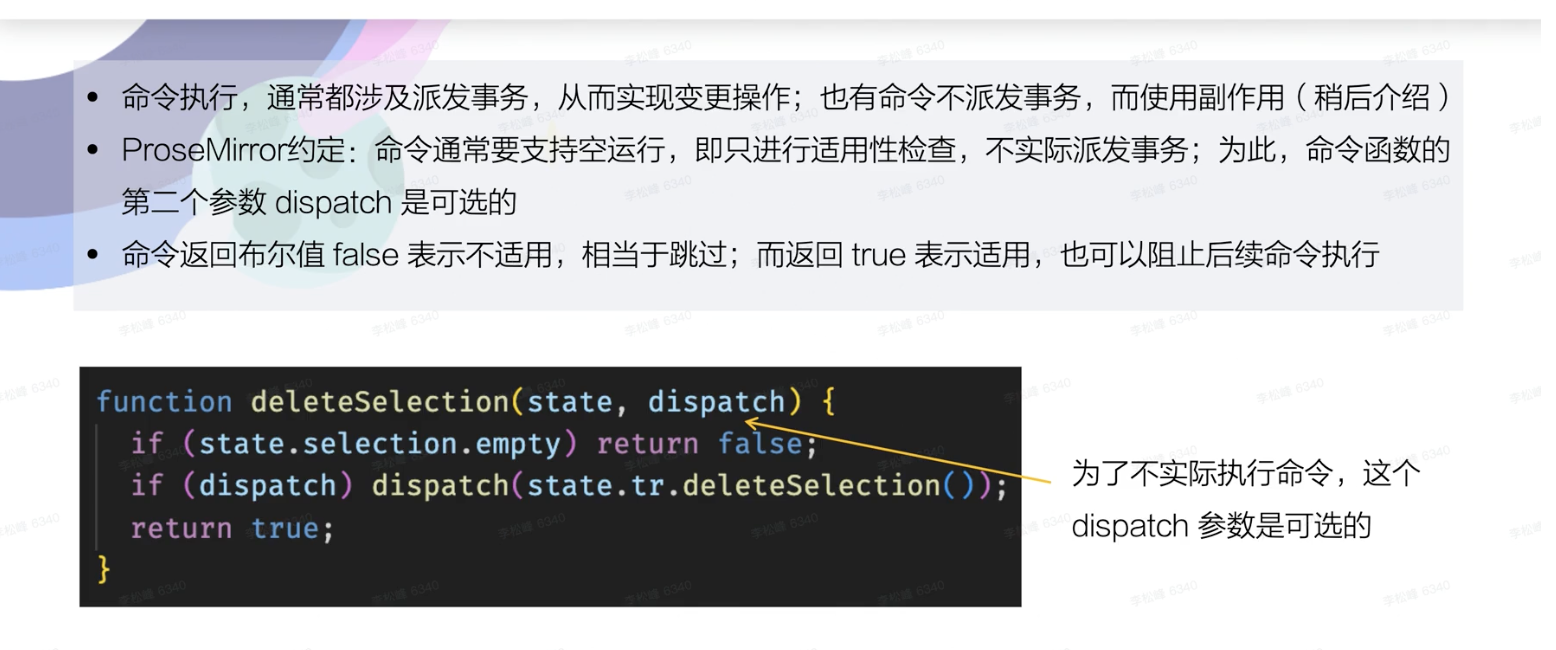 • 命令执行，通常都涉及派发事务，从而实现变更操作；也有命令不派发事务，而使用副作用（稍后介绍）
• ProseMirror约定：命令通常要支持空运行，即只进行适用性检查，不实际派发事务；为此，命令函数的
第二个参数 dispatch 是可选的
• 命令返回布尔值 false 表示不适用，相当于跳过；而返回 true 表示适用，也可以阻止后续命令执行
function deleteSelection(state, dispatch) {
  if (state.selection.empty) return false;
  if (dispatch) dispatch(state.tr.deleteSelection());
  return true;
}
为了不实际执行命令，这个
dispatch 参数是可选的
李松峰 6340